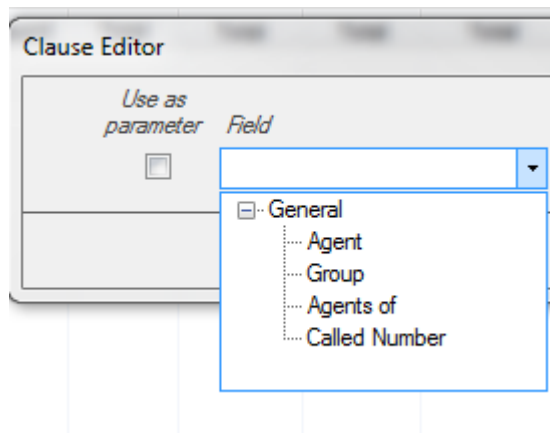 Clause Editor
Use as
parameter Field
General
Agent
Group
Agents of
Called Number